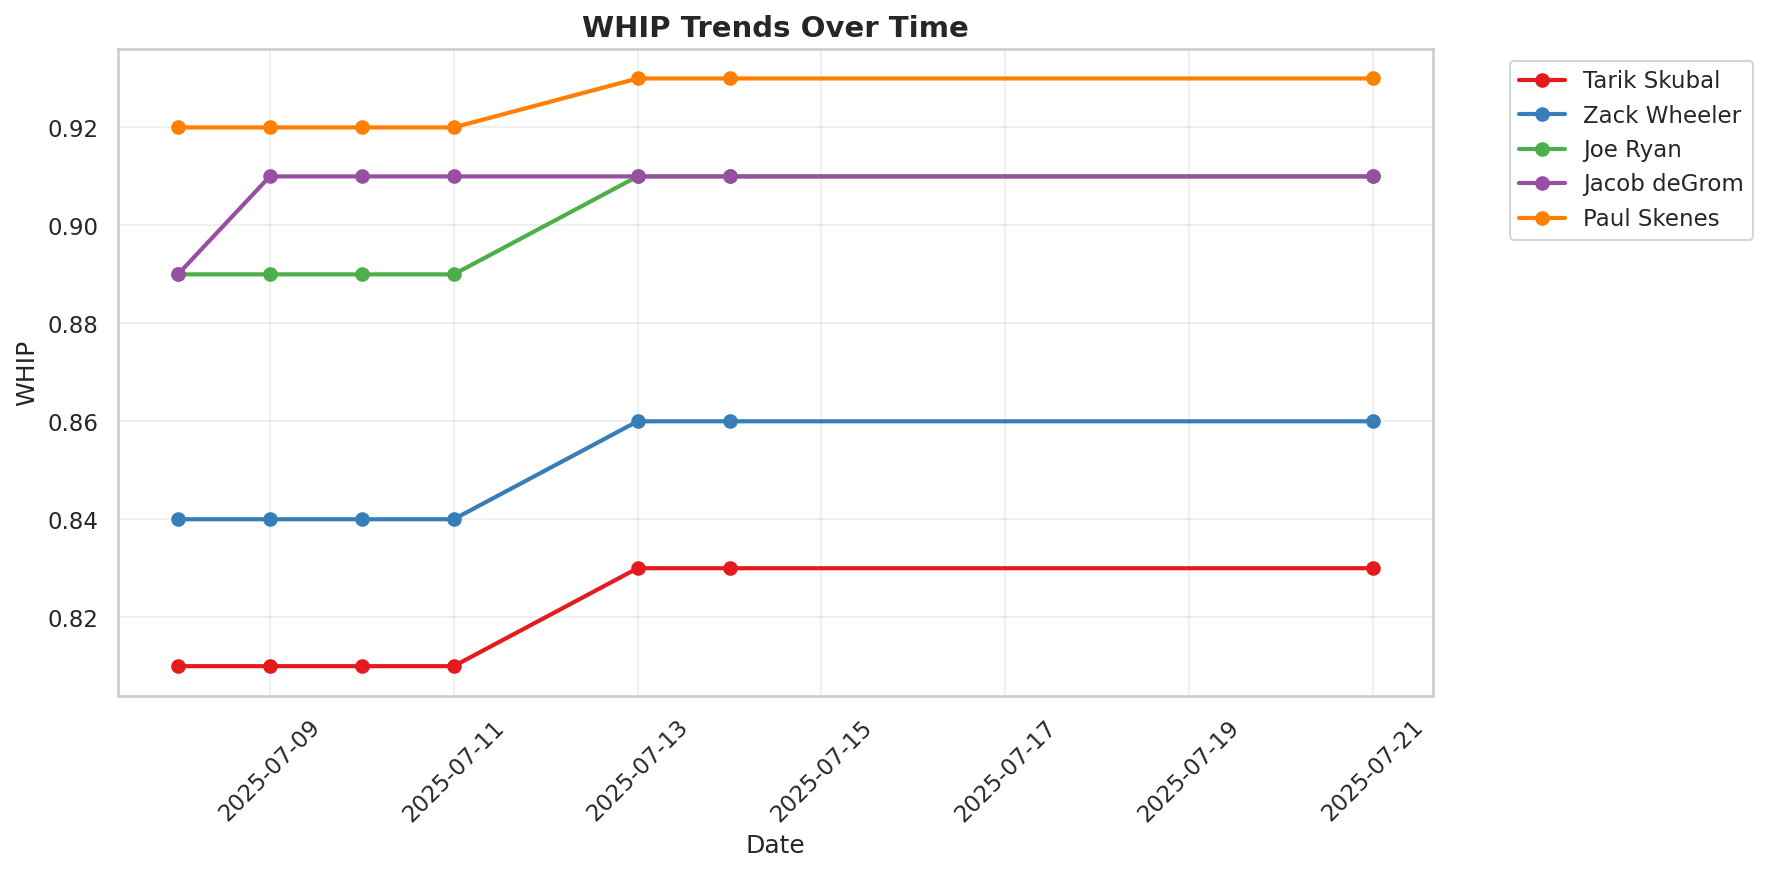 WHIP Trends Over Time
WHIP
0.92
0.90
0.88
0.86
0.84
0.82
2025-07-09
2025-07-11
2025-07-13
2025-07-15
2025-07-17
2025-07-19
2025-07-21
Date
Tarik Skubal
Zack Wheeler
Joe Ryan
Jacob deGrom
Paul Skenes